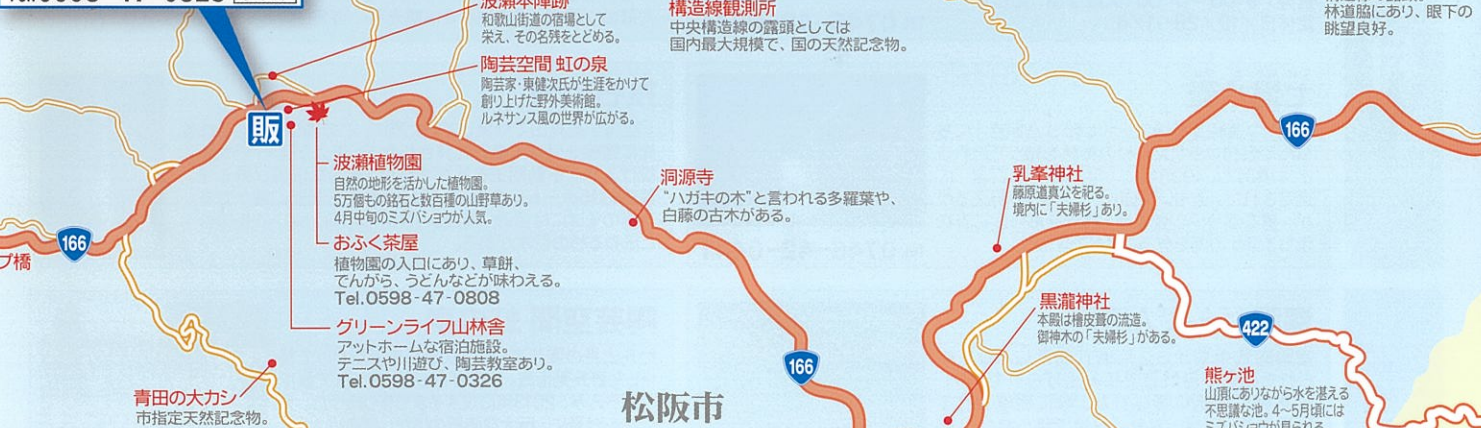 和歌山街道の宿場として
栄え、その名残をとどめる。
陶芸空間 虹の泉
陶芸家・東健次氏が生涯をかけて
創り上げた野外美術館。
ルネサンス風の世界が広がる。
構造線観測所
中央構造線の露頭としては
国内最大規模で、国の天然記念物。
林道脇にあり、眼下の
眺望良好。
販
波瀬植物園
自然の地形を活かした植物園。
5万個もの銘石と数百種の山野草あり。
4月中旬のミズバショウが人気。
おふく茶屋
植物園の入口にあり、草餅、
でんがら、うどんなどが味わえる。
Tel.0598-47-0808
グリーンライフ山林舎
アットホームな宿泊施設。
テニスや川遊び、陶芸教室あり。
Tel.0598-47-0326
洞源寺
"ハガキの木"と言われる多羅葉や、
白藤の古木がある。
乳峯神社
藤原道真公を祀る。
境内に「夫婦杉」あり。
黒瀧神社
本殿は檜皮葺の流造。
御神木の「夫婦杉」がある。
熊ヶ池
山頂にありながら水を湛える
不思議な池。4〜5月頃には
ミズバショウが見られる
青田の大カシ
市指定天然記念物。
松阪市
166
166
166
422
プ橋